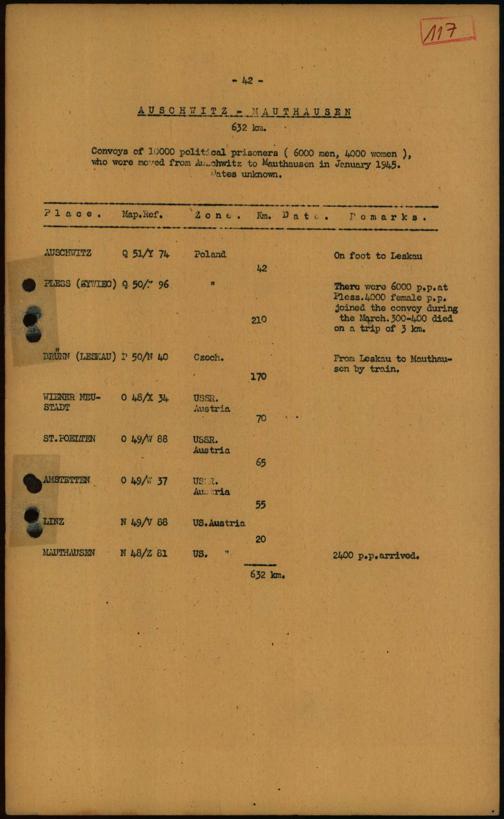 117
- 42 -
AUSCHWITZ - MAUTHAUSEN
632 km.
Convoys of 10000 political prisoners ( 6000 men, 4000 women ),
who were moved from Auschwitz to Mauthausen in January 1945.
Dates unknown.
Place. Map.Ref. Zone. Km. Date. Remarks.
AUSCHWITZ Q 51/Y 74 Poland On foot to Leskau
42
PLESS (ZYWIEC) Q 50/ 96 " There were 6000 p.p.at
Pless.4000 female p.p.
joined the convoy during
210 the March.300-400 died
on a trip of 3 km.
BRÜNN (LESKAU) P 50/N 40 Czech. From Leskau to Mauthau-
sen by train.
170
WIENER NEU- O 48/X 34 USSR.
STADT Austria
70
ST.POELTEN O 49/W 88 USSR.
Austria
65
AMSTETTEN O 49/W 37 USSR.
Austria
55
LINZ N 49/V 88 US.Austria
20
MAUTHAUSEN N 48/Z 81 US. " 2400 p.p.arrived.
632 km.